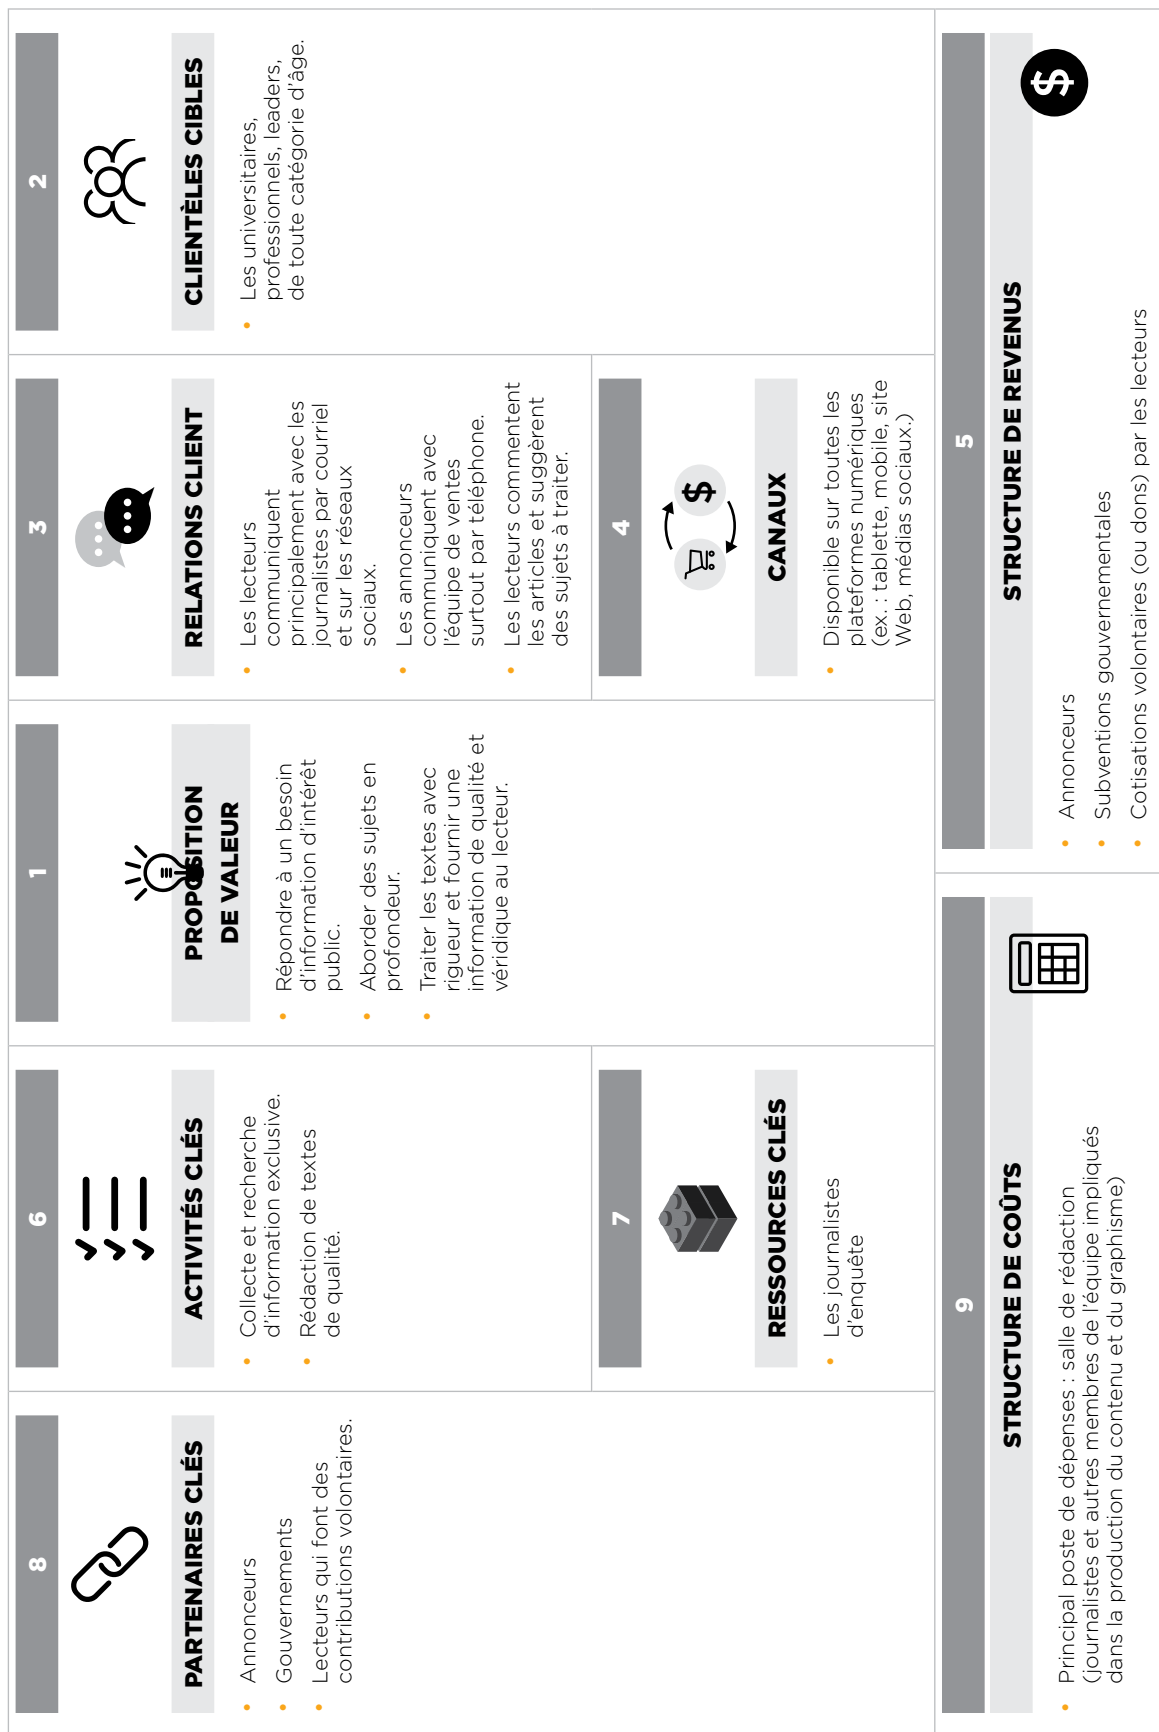 8
PARTENAIRES CLÉS
• Annonceurs
• Gouvernements
• Lecteurs qui font des
contributions volontaires.
6
ACTIVITÉS CLÉS
• Collecte et recherche
d'information exclusive.
• Rédaction de textes
de qualité.
7
RESSOURCES CLÉS
• Les journalistes
d'enquête
1
PROPOSITION
DE VALEUR
• Répondre à un besoin
d'information d'intérêt
public.
• Aborder des sujets en
profondeur.
• Traiter les textes avec
rigueur et fournir une
information de qualité et
véridique au lecteur.
3
RELATIONS CLIENT
• Les lecteurs
communiquent
principalement avec les
journalistes par courriel
et sur les réseaux
sociaux.
• Les annonceurs
communiquent avec
l'équipe de ventes
surtout par téléphone.
• Les lecteurs commentent
les articles et suggèrent
des sujets à traiter.
4
$
CANAUX
• Disponible sur toutes les
plateformes numériques
(ex. : tablette, mobile, site
Web, médias sociaux.)
2
CLIENTÈLES CIBLES
• Les universitaires,
professionnels, leaders,
de toute catégorie d'âge.
9
STRUCTURE DE COÛTS
• Principal poste de dépenses : salle de rédaction
(journalistes et autres membres de l'équipe impliqués
dans la production du contenu et du graphisme)
5
STRUCTURE DE REVENUS
$
• Annonceurs
• Subventions gouvernementales
• Cotisations volontaires (ou dons) par les lecteurs